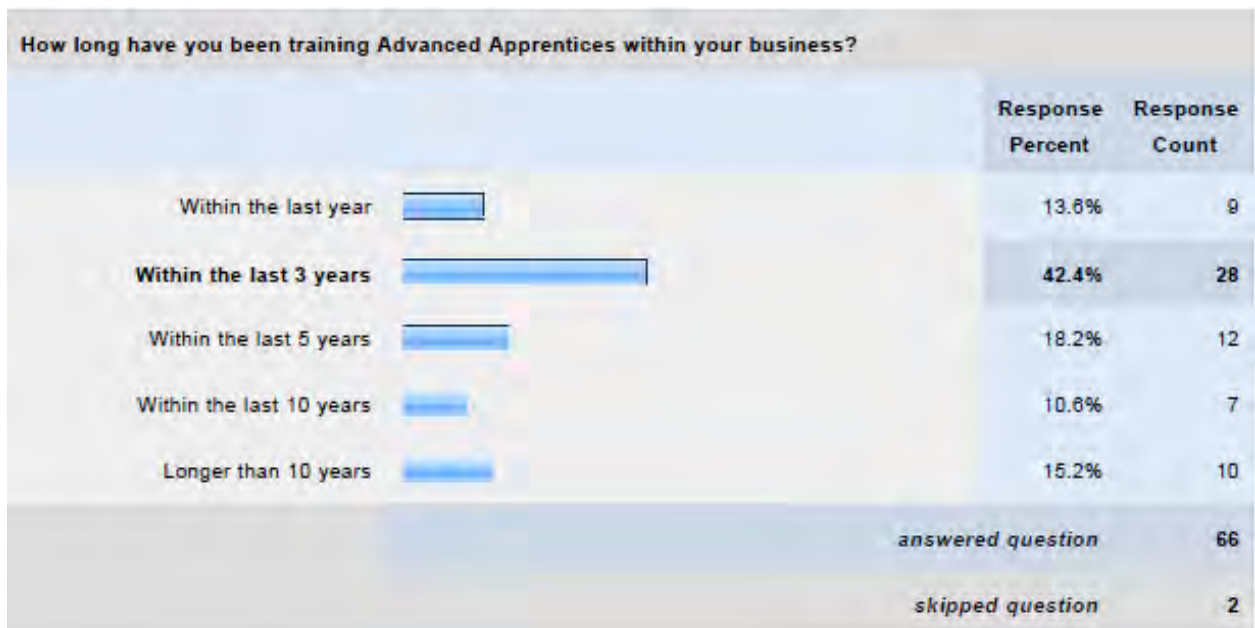 How long have you been training Advanced Apprentices within your business?
Response Percent Response Count
Within the last year 13.6% 9
Within the last 3 years 42.4% 28
Within the last 5 years 18.2% 12
Within the last 10 years 10.6% 7
Longer than 10 years 15.2% 10
answered question 66
skipped question 2